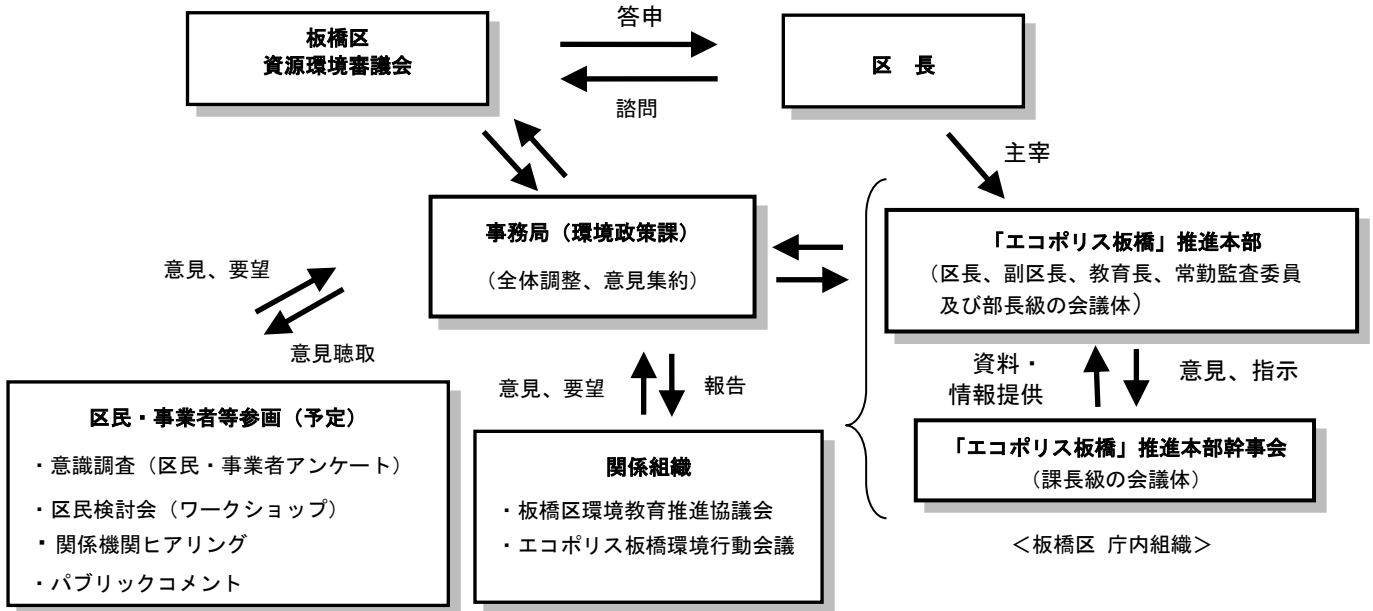 答申
板橋区
資源環境審議会
区　長
諮問
主宰
事務局（環境政策課）
（全体調整、意見集約）
「エコポリス板橋」推進本部
（区長、副区長、教育長、常勤監査委員
及び部長級の会議体）
意見、要望
意見聴取
意見、要望
報告
資料・
情報提供
意見、指示
区民・事業者等参画（予定）
・意識調査（区民・事業者アンケート）
・区民検討会（ワークショップ）
・関係機関ヒアリング
・パブリックコメント
関係組織
・板橋区環境教育推進協議会
・エコポリス板橋環境行動会議
「エコポリス板橋」推進本部幹事会
（課長級の会議体）
＜板橋区 庁内組織＞